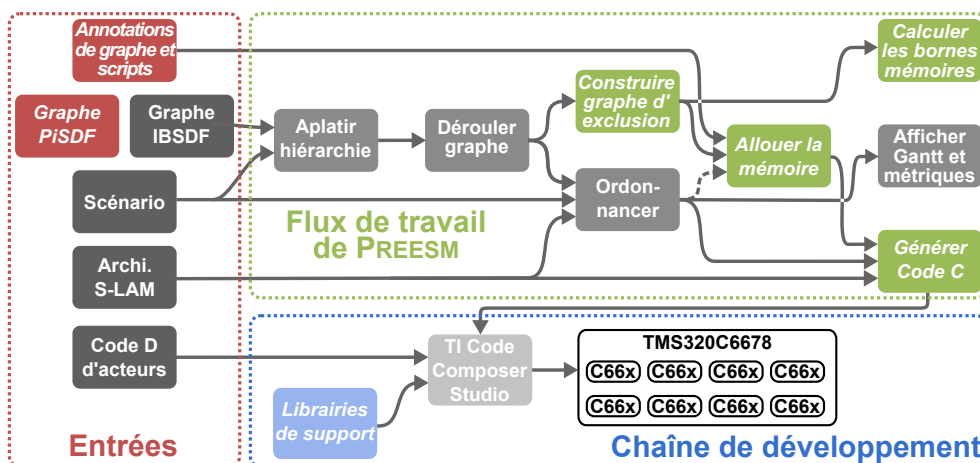 Annotations
de graphe et
scripts
Graphe
PiSDF
Graphe
IBSDF
Scénario
Archi.
S-LAM
Code D
d'acteurs
Entrées
Aplatir
hiérarchie
Dérouler
graphe
Construire
graphe d'
exclusion
Ordon-
nancer
Allouer la
mémoire
Calculer
les bornes
mémoires
Afficher
Gantt et
métriques
Générer
Code C
Flux de travail
de PREESM
TI Code
Composer
Studio
Librairies
de support
TMS320C6678
C66x C66x C66x C66x
C66x C66x C66x C66x
Chaîne de développement